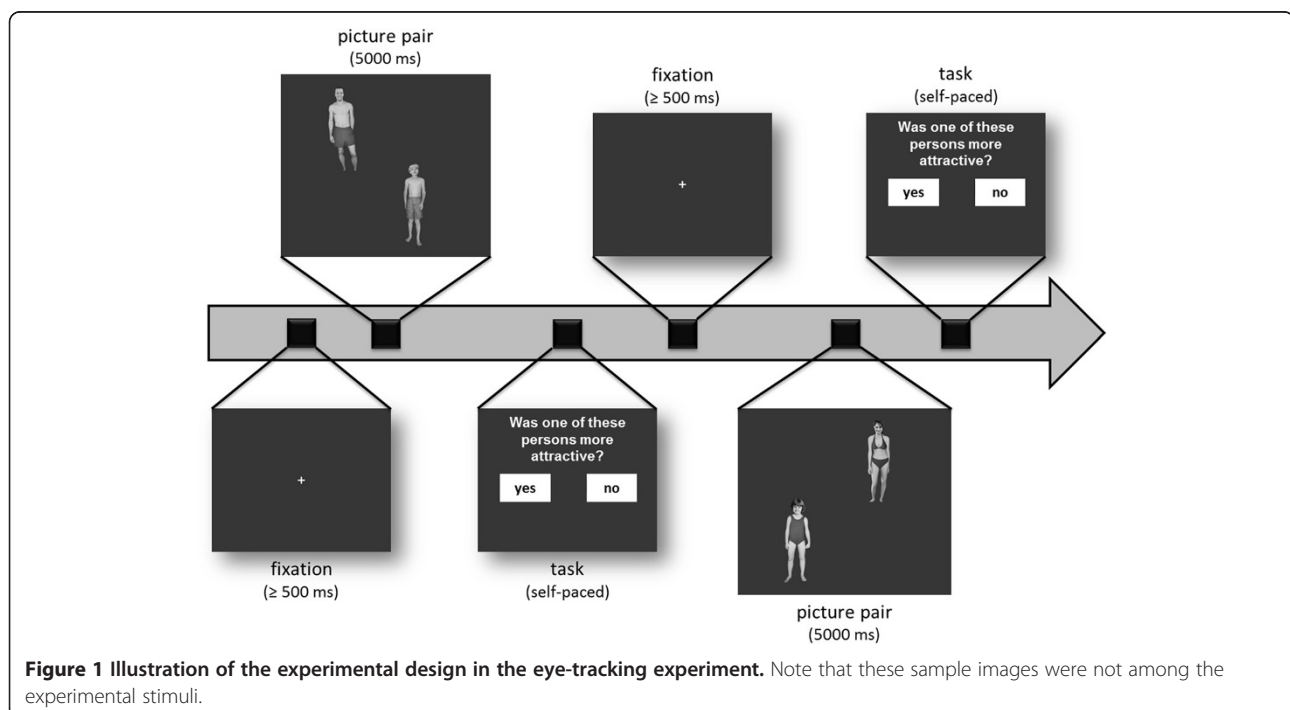 picture pair
(5000 ms)
fixation
(≥ 500 ms)
task
(self-paced)
Was one of these
persons more
attractive?
yes no
+
+
Was one of these
persons more
attractive?
yes no
fixation
(≥ 500 ms)
task
(self-paced)
picture pair
(5000 ms)
Figure 1 Illustration of the experimental design in the eye-tracking experiment. Note that these sample images were not among the
experimental stimuli.